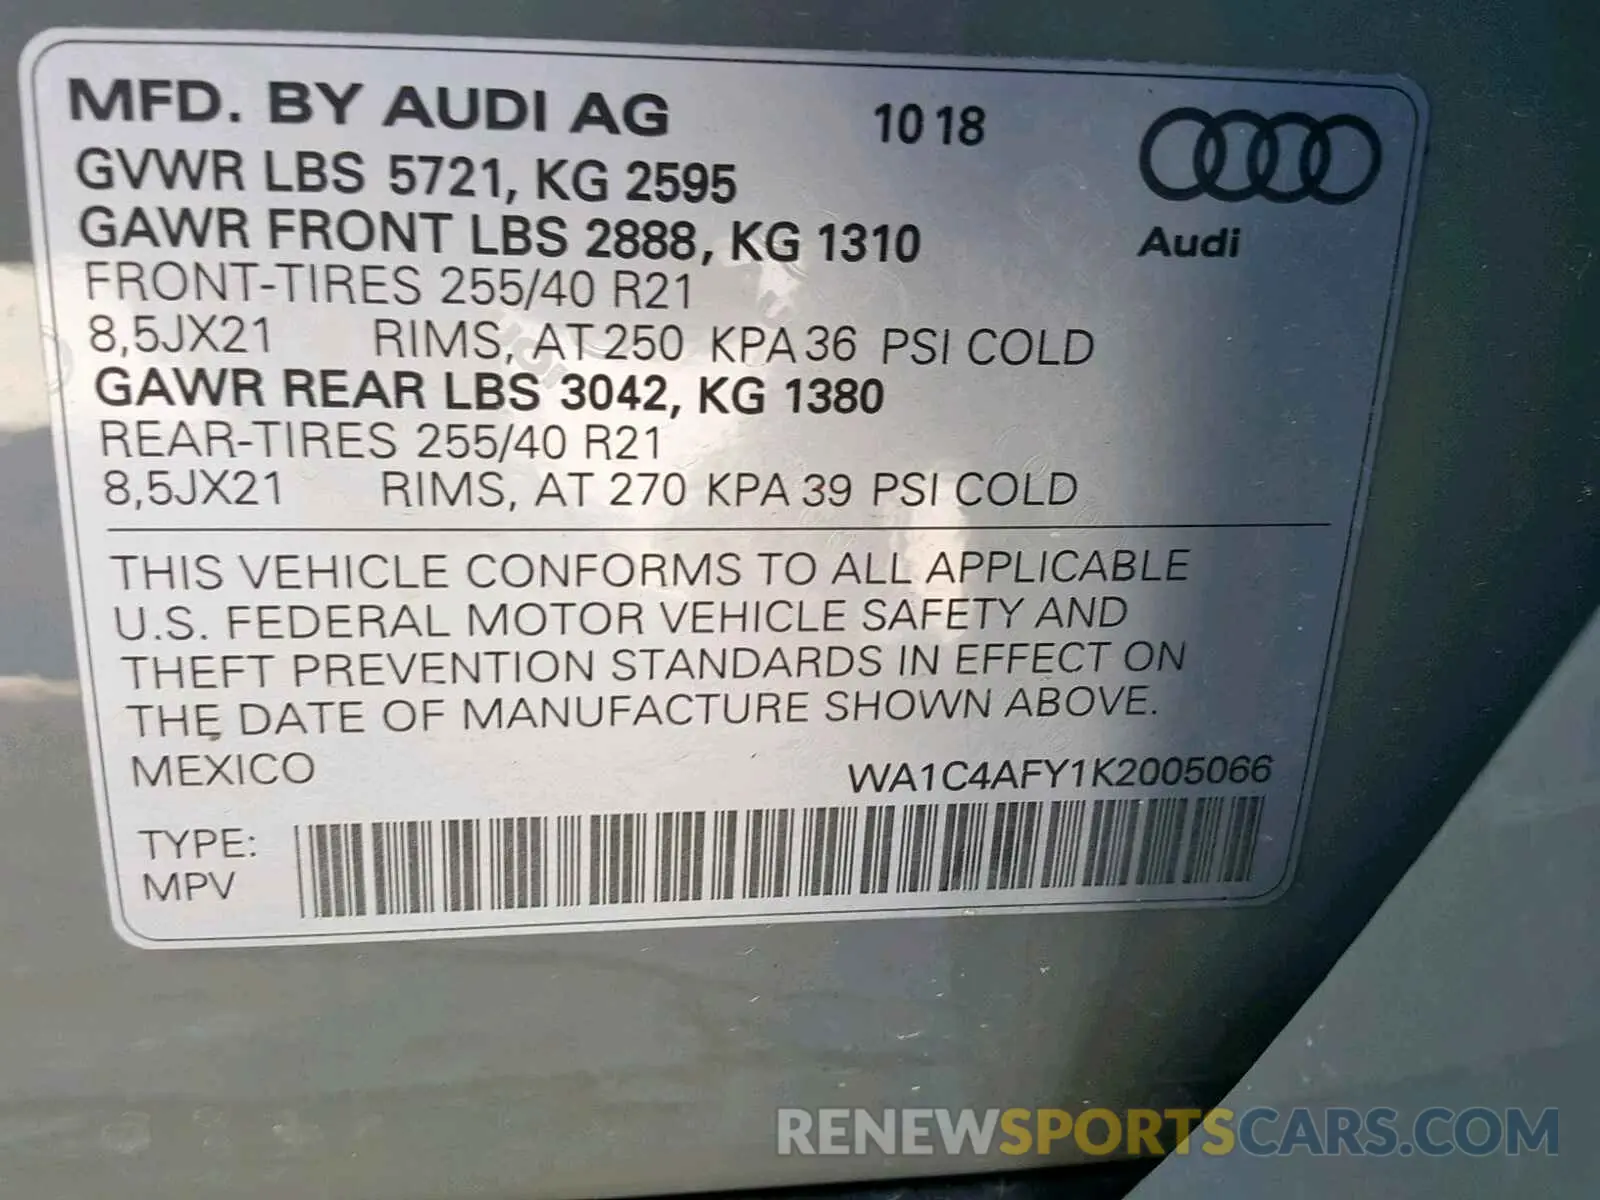 MFD. BY AUDI AG 10 18
GVWR LBS 5721, KG 2595
GAWR FRONT LBS 2888, KG 1310
Audi
FRONT-TIRES 255/40 R21
8,5JX21 RIMS, AT 250 KPA 36 PSI COLD
GAWR REAR LBS 3042, KG 1380
REAR-TIRES 255/40 R21
8,5JX21 RIMS, AT 270 KPA 39 PSI COLD
THIS VEHICLE CONFORMS TO ALL APPLICABLE
U.S. FEDERAL MOTOR VEHICLE SAFETY AND
THEFT PREVENTION STANDARDS IN EFFECT ON
THE DATE OF MANUFACTURE SHOWN ABOVE.
MEXICO WA1C4AFY1K2005066
TYPE:
MPV
RENEWSPORTSCARS.COM